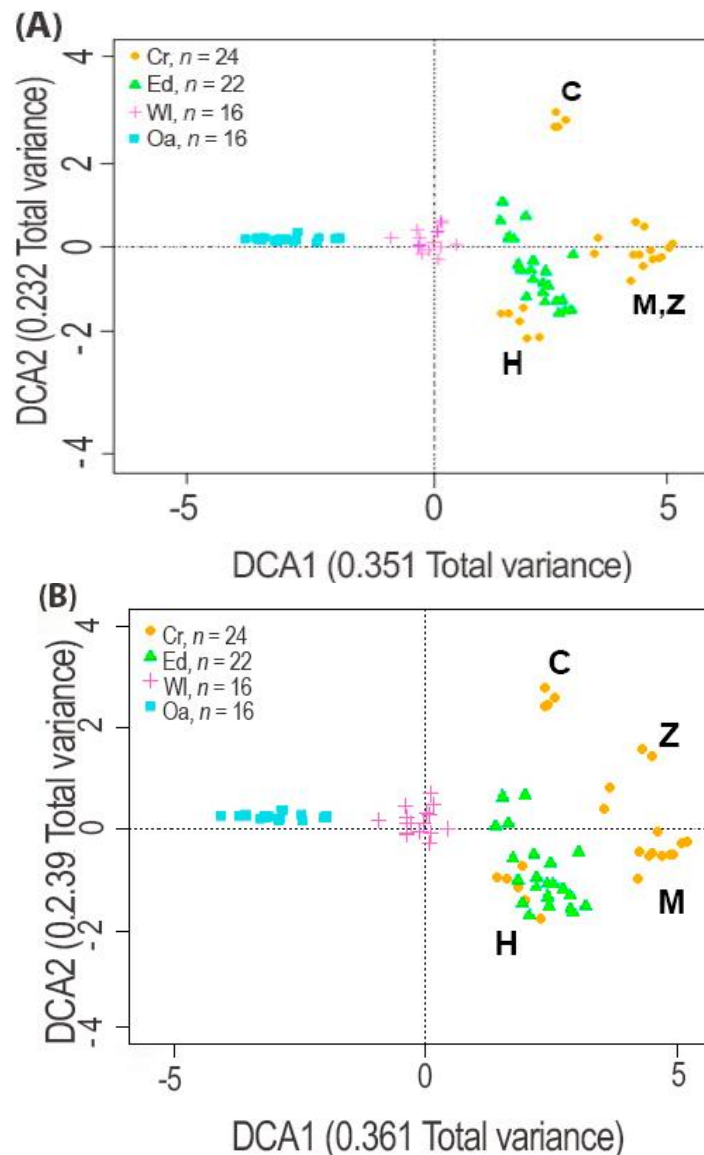 (A)
Cr, n = 24
Ed, n = 22
Wl, n = 16
Oa, n = 16
C
M,Z
H
4
2
0
-2
-4
DCA2 (0.232 Total variance)
-5 0 5
DCA1 (0.351 Total variance)
(B)
Cr, n = 24
Ed, n = 22
Wl, n = 16
Oa, n = 16
C
Z
M
H
4
2
0
-2
-4
DCA2 (0.2.39 Total variance)
-5 0 5
DCA1 (0.361 Total variance)